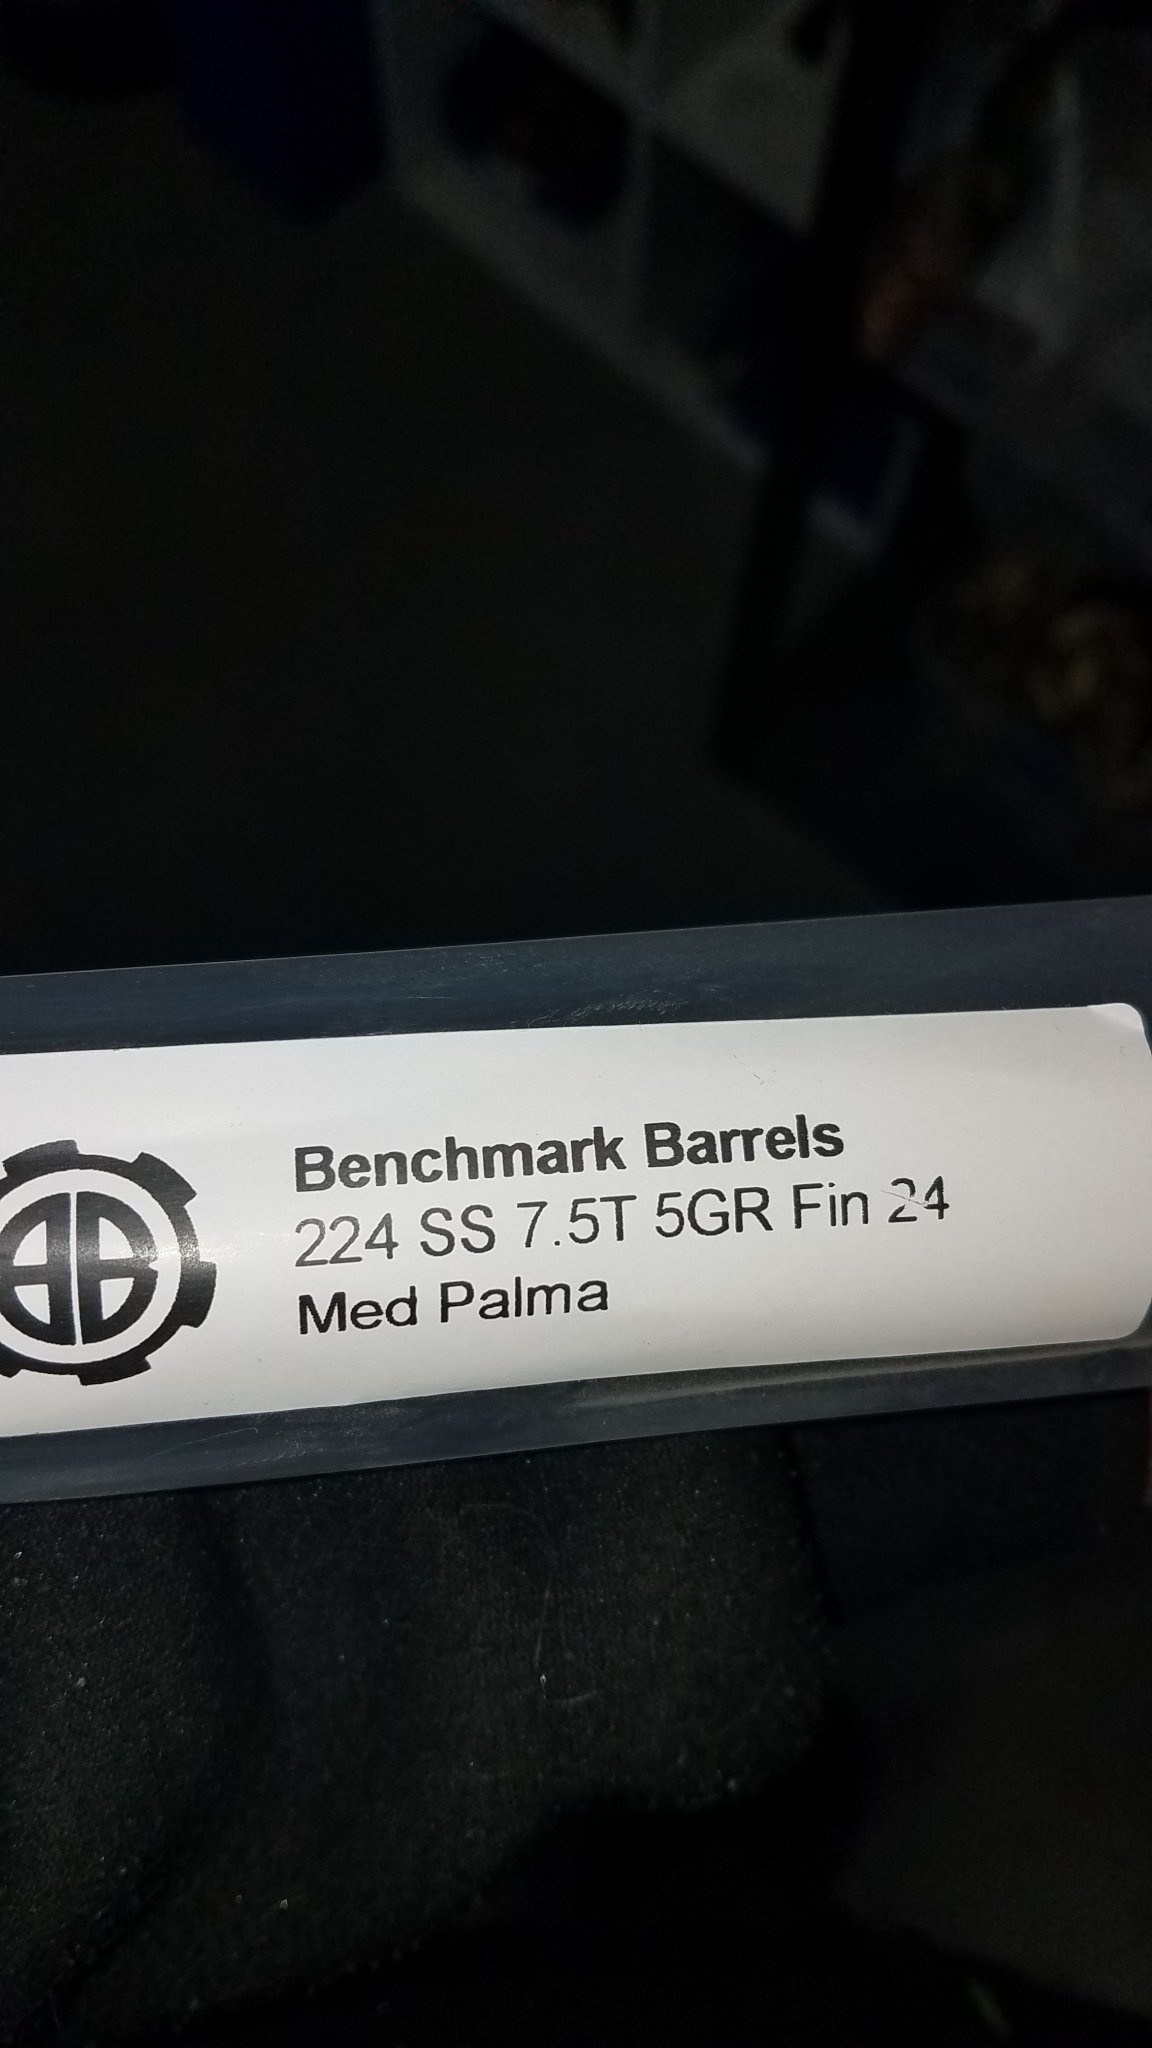 Benchmark Barrels
224 SS 7.5T 5GR Fin 24
Med Palma